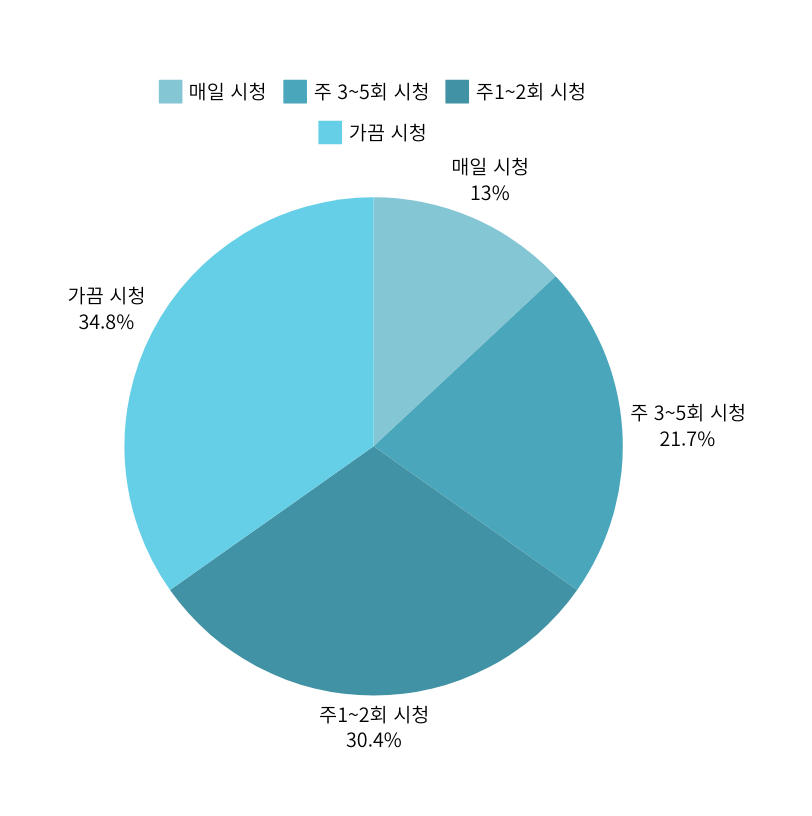 매일 시청 주 3~5회 시청 주1~2회 시청
가끔 시청
매일 시청
13%
가끔 시청
34.8%
주 3~5회 시청
21.7%
주1~2회 시청
30.4%